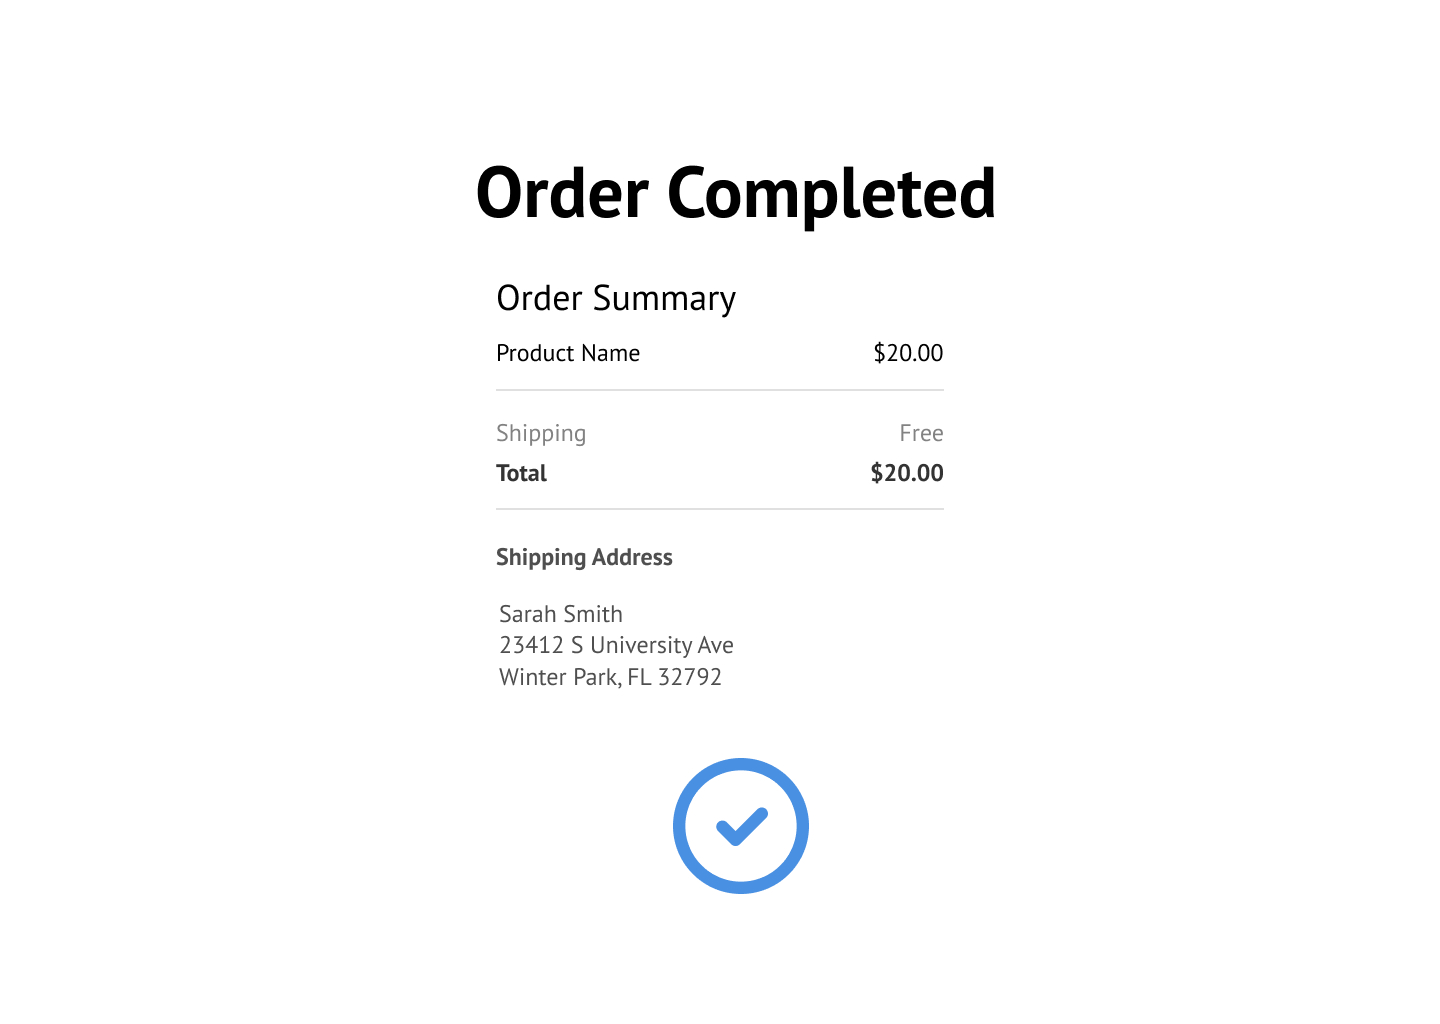 Order Completed
Order Summary
Product Name $20.00
Shipping Free
Total $20.00
Shipping Address
Sarah Smith
23412 S University Ave
Winter Park, FL 32792